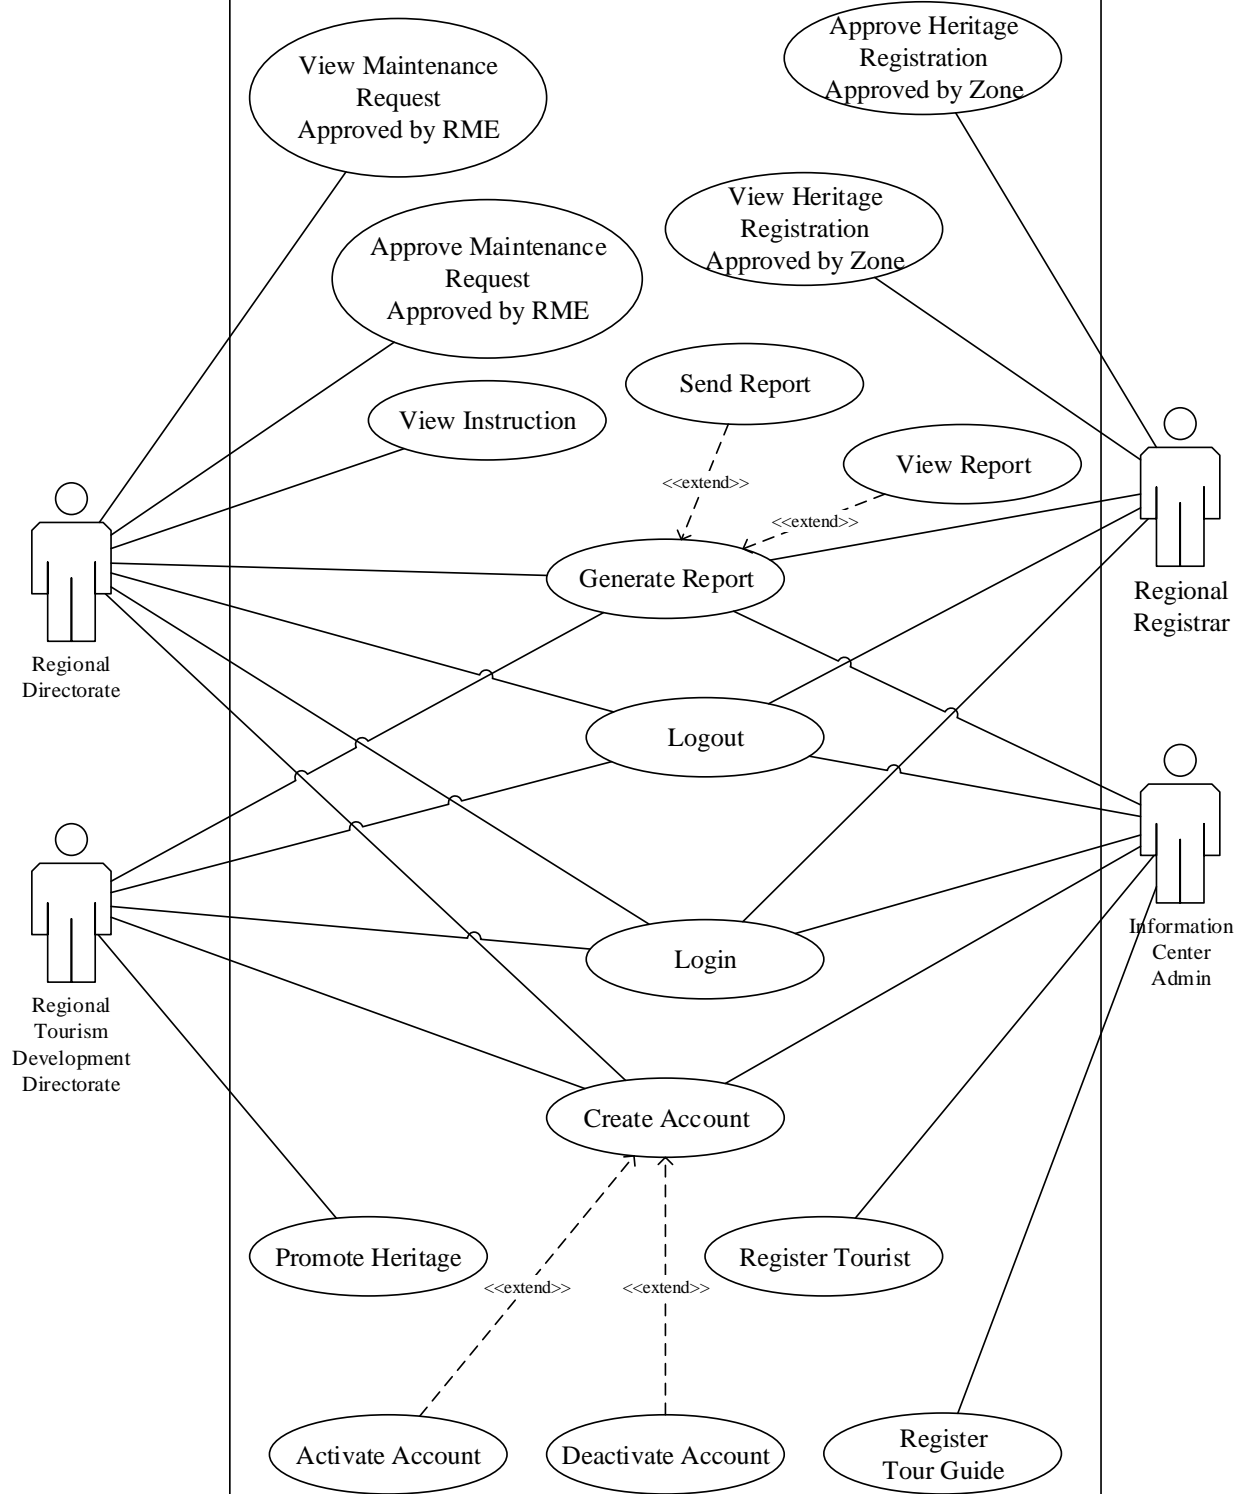 View Maintenance
Request
Approved by RME
Approve Heritage
Registration
Approved by Zone
View Heritage
Registration
Approved by Zone
Approve Maintenance
Request
Approved by RME
Send Report
View Instruction
View Report
<<extend>>
<<extend>>
Generate Report
Regional
Registrar
Regional
Directorate
Logout
Information
Center
Admin
Login
Regional
Tourism
Development
Directorate
Create Account
Promote Heritage
Register Tourist
<<extend>>
<<extend>>
Activate Account
Deactivate Account
Register
Tour Guide